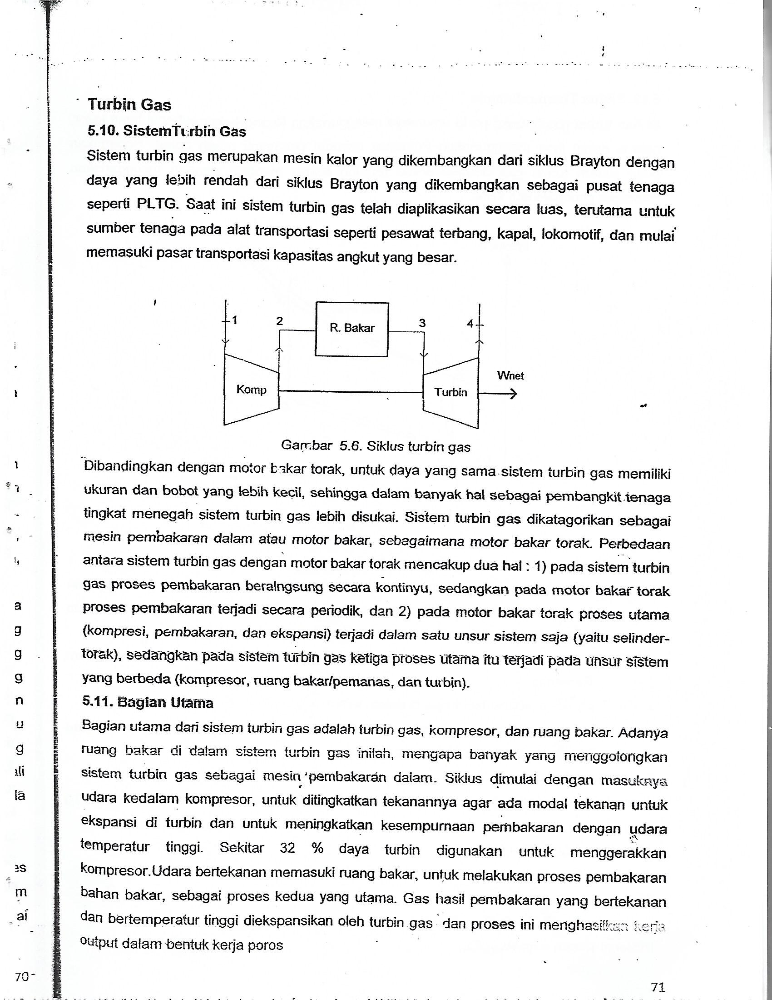 Turbin Gas
5.10. SistemTurbin Gas
Sistem turbin gas merupakan mesin kalor yang dikembangkan dari siklus Brayton dengan
daya yang lebih rendah dari siklus Brayton yang dikembangkan sebagai pusat tenaga
seperti PLTG. Saat ini sistem turbin gas telah diaplikasikan secara luas, terutama untuk
sumber tenaga pada alat transportasi seperti pesawat terbang, kapal, lokomotif, dan mulai
memasuki pasar transportasi kapasitas angkut yang besar.
1 2 R. Bakar 3 4
Wnet
Komp Turbin
Gambar 5.6. Siklus turbin gas
Dibandingkan dengan motor bakar torak, untuk daya yang sama sistem turbin gas memiliki
ukuran dan bobot yang lebih kecil, sehingga dalam banyak hal sebagai pembangkit tenaga
tingkat menegah sistem turbin gas lebih disukai. Sistem turbin gas dikatagorikan sebagai
mesin pembakaran dalam atau motor bakar, sebagaimana motor bakar torak. Perbedaan
antara sistem turbin gas dengan motor bakar torak mencakup dua hal : 1) pada sistem turbin
gas proses pembakaran beralngsung secara kontinyu, sedangkan pada motor bakar torak
proses pembakaran terjadi secara periodik, dan 2) pada motor bakar torak proses utama
(kompresi, pembakaran, dan ekspansi) terjadi dalam satu unsur sistem saja (yaitu selinder-
torak), sedangkan pada sistem turbin gas ketiga proses utama itu terjadi pada unsur sistem
yang berbeda (kompresor, ruang bakar/pemanas, dan turbin).
5.11. Bagian Utama
Bagian utama dari sistem turbin gas adalah turbin gas, kompresor, dan ruang bakar. Adanya
ruang bakar di dalam sistem turbin gas inilah, mengapa banyak yang menggolongkan
sistem turbin gas sebagai mesin pembakaran dalam. Siklus dimulai dengan masuknya
udara kedalam kompresor, untuk ditingkatkan tekanannya agar ada modal tekanan untuk
ekspansi di turbin dan untuk meningkatkan kesempurnaan pembakaran dengan udara
temperatur tinggi. Sekitar 32 % daya turbin digunakan untuk menggerakkan
kompresor.Udara bertekanan memasuki ruang bakar, untuk melakukan proses pembakaran
bahan bakar, sebagai proses kedua yang utama. Gas hasil pembakaran yang bertekanan
dan bertemperatur tinggi diekspansikan oleh turbin gas dan proses ini menghasilkan kerja
output dalam bentuk kerja poros
70
71